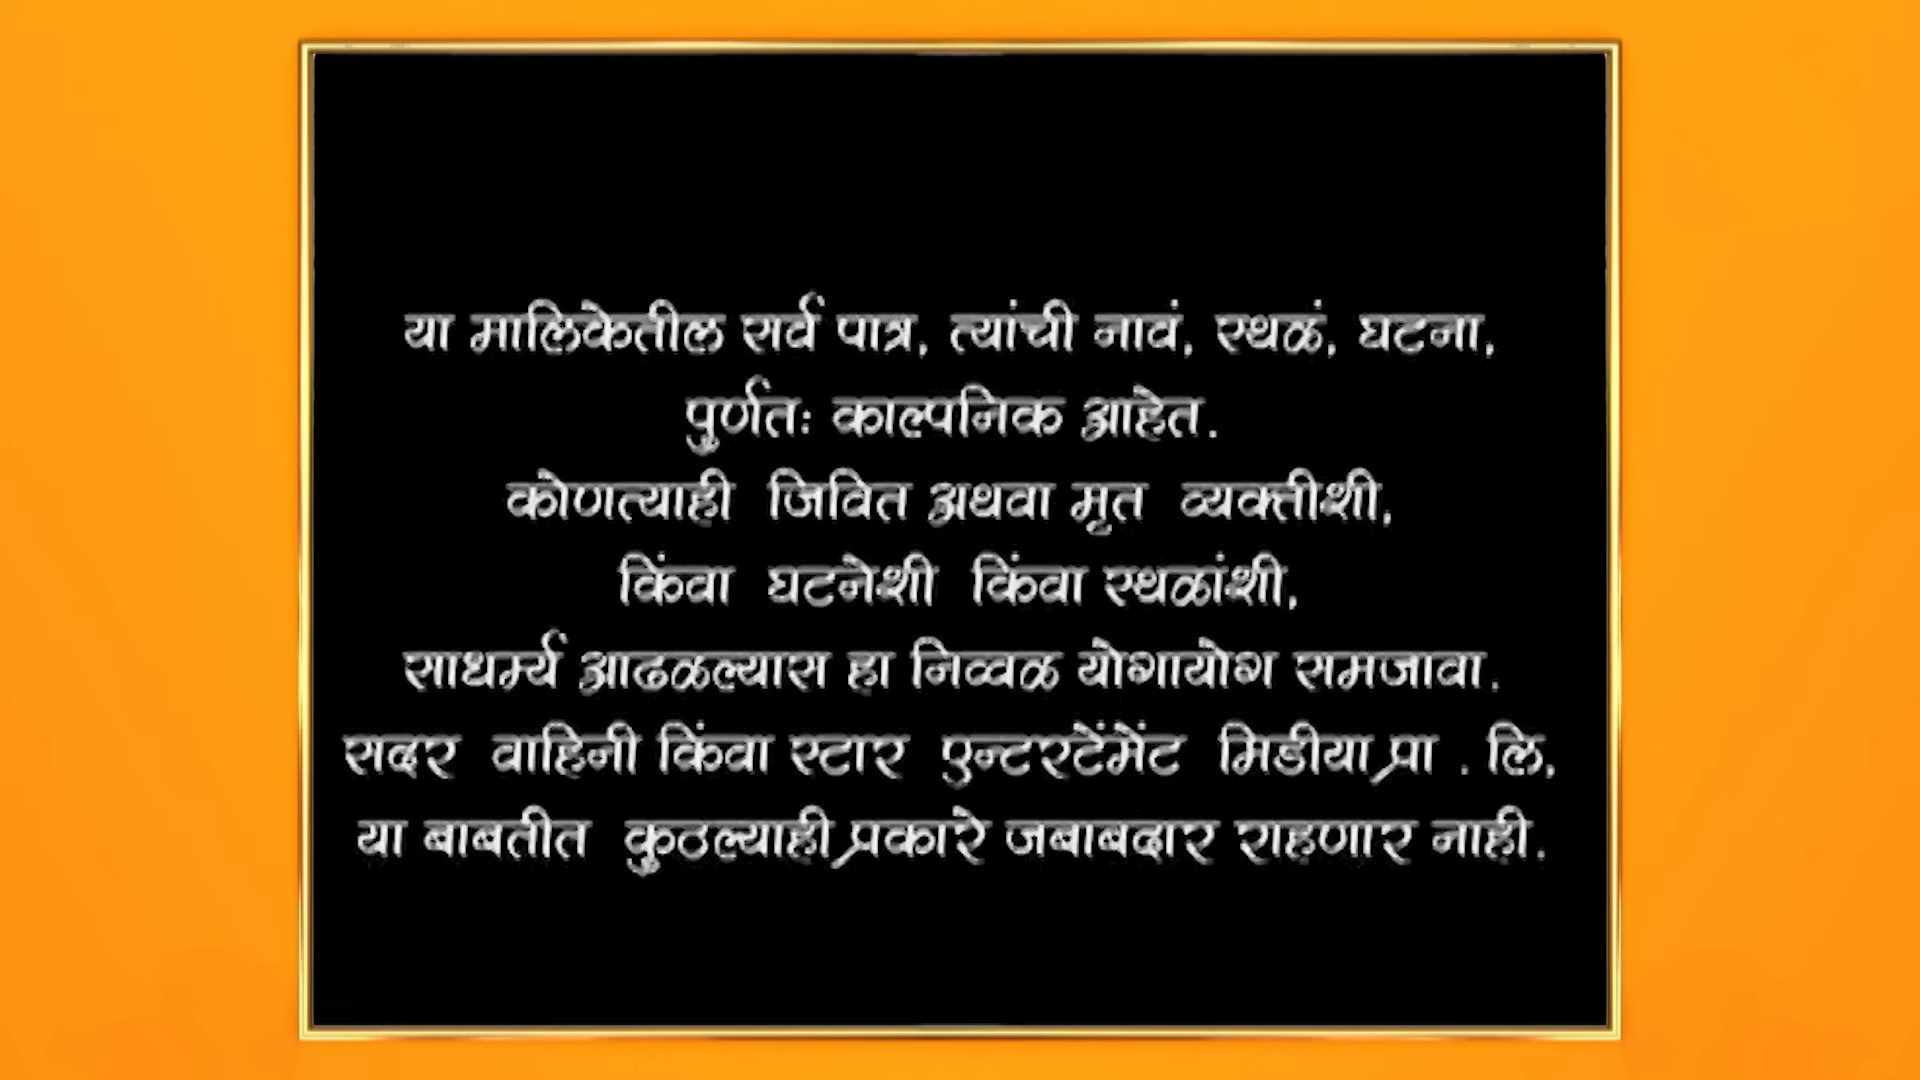 या मालिकेतील सर्व पात्र, त्यांची नावं, स्थळं, घटना,
पुर्णतः काल्पनिक आहेत.
कोणत्याही जिवित अथवा मृत व्यक्तीशी,
किंवा घटनेशी किंवा स्थळांशी,
साधर्म्य आढळल्यास हा निव्वळ योगायोग समजावा.
सदर वाहिनी किंवा स्टार एन्टरटेंमेंट मिडीया प्रा . लि,
या बाबतीत कुठल्याही प्रकारे जबाबदार राहणार नाही.